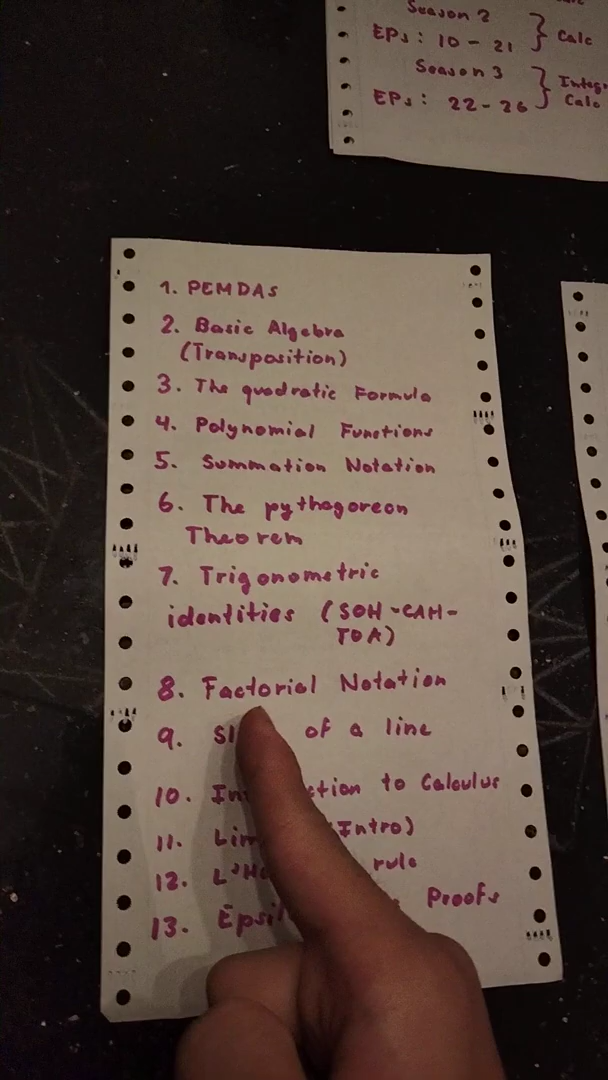 Season 2
EPs: 10 - 21 } Calc
Season 3
EPs: 22 - 26 } Calc
1. PEMDAS
2. Basic Algebra
(Transposition)
3. The quadratic Formula
4. Polynomial Functions
5. Summation Notation
6. The pythagoreon
Theorem
7. Trigonometric
identities (SOH-CAH-
TOA)
8. Factorial Notation
9. of a line
10. to Calculus
11. (Intro)
12. rule
13. Proofs